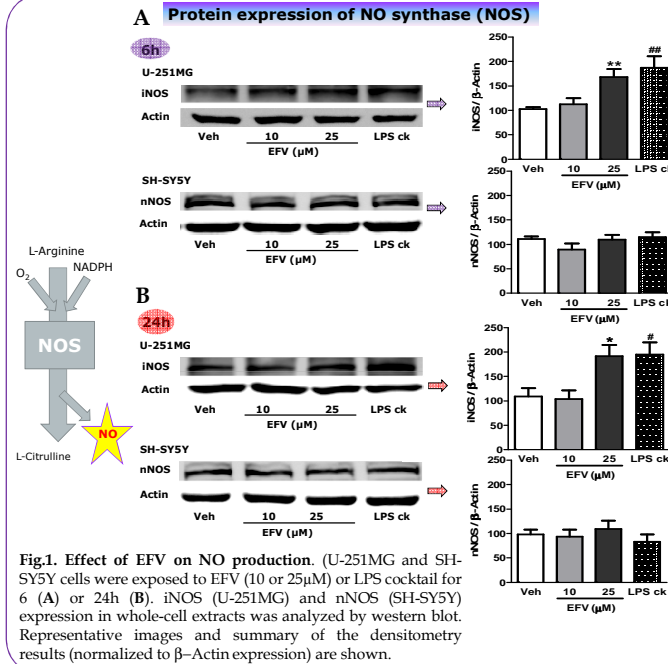 A
Protein expression of NO synthase (NOS)
6h
U-251MG
iNOS
Actin
Veh 10 25 LPS ck
EFV (µM)
iNOS / β-Actin
200
150
100
50
0
**
##
Veh 10 25 LPS ck
EFV (µM)
SH-SY5Y
nNOS
Actin
Veh 10 25 LPS ck
EFV (µM)
nNOS / β-Actin
250
200
150
100
50
0
Veh 10 25 LPS ck
EFV (µM)
L-Arginine
O2
NADPH
NOS
NO
L-Citrulline
B
24h
U-251MG
iNOS
Actin
Veh 10 25 LPS ck
EFV (µM)
iNOS / β-Actin
250
200
150
100
50
0
*
#
Veh 10 25 LPS ck
EFV (µM)
SH-SY5Y
nNOS
Actin
Veh 10 25 LPS ck
EFV (µM)
nNOS / β-Actin
250
200
150
100
50
0
Veh 10 25 LPS ck
EFV (µM)
Fig.1. Effect of EFV on NO production. (U-251MG and SH-
SY5Y cells were exposed to EFV (10 or 25µM) or LPS cocktail for
6 (A) or 24h (B). iNOS (U-251MG) and nNOS (SH-SY5Y)
expression in whole-cell extracts was analyzed by western blot.
Representative images and summary of the densitometry
results (normalized to β–Actin expression) are shown.